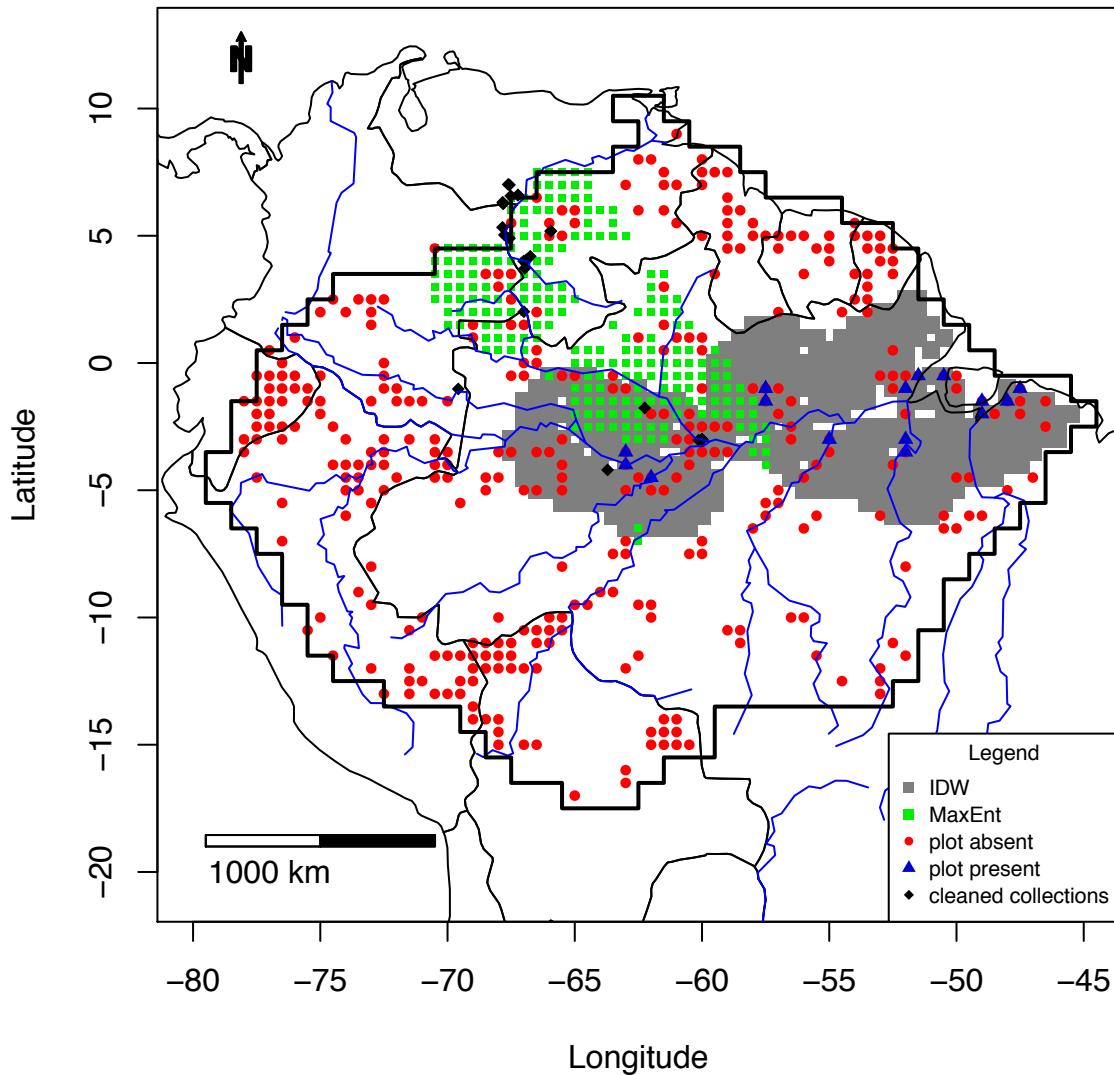 N
10
5
0
−5
−10
−15
−20
Latitude
1000 km
Legend
IDW
MaxEnt
plot absent
plot present
cleaned collections
−80 −75 −70 −65 −60 −55 −50 −45
Longitude